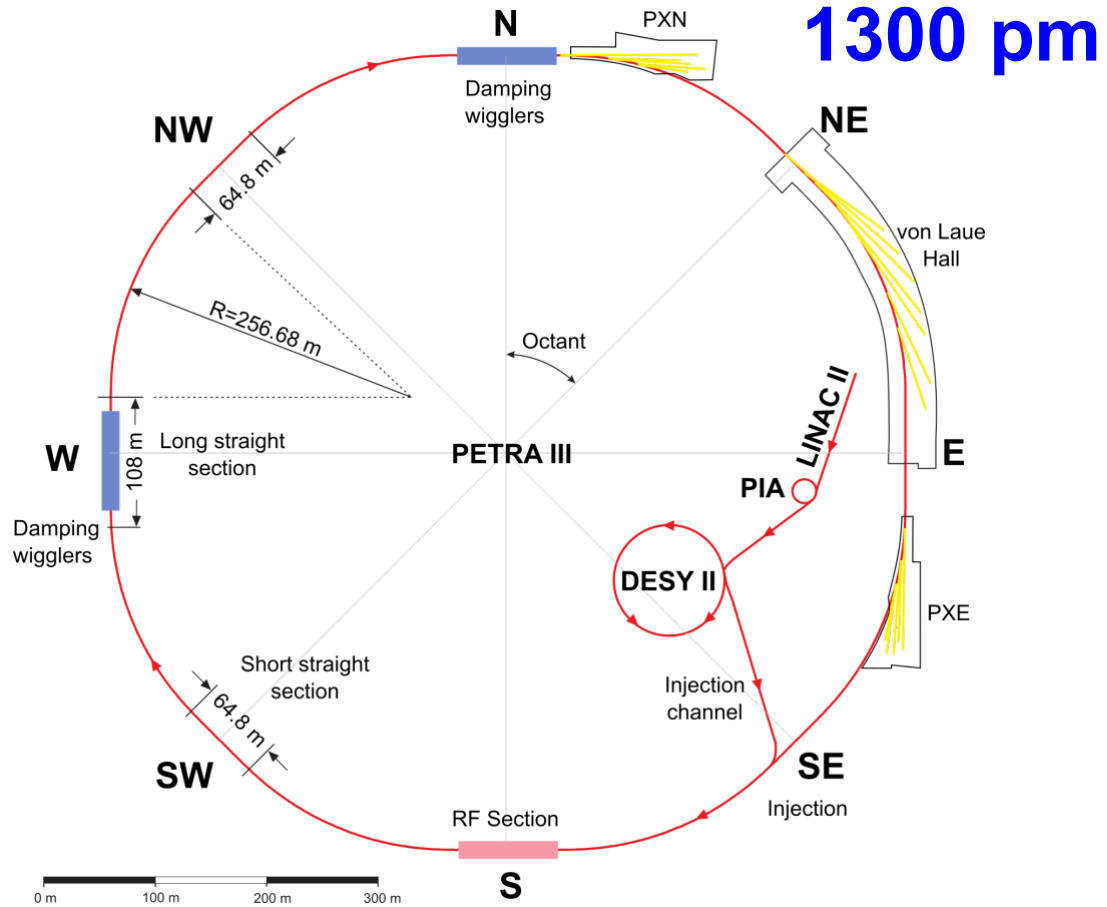 1300 pm
N
PXN
Damping
wigglers
NW
NE
64.8 m
von Laue
Hall
R=256.68 m
Octant
LINAC II
W
108 m
Long straight
section
PETRA III
E
PIA
Damping
wigglers
DESY II
PXE
Short straight
section
Injection
channel
64.8 m
SW
SE
RF Section
Injection
S
0 m
100 m
200 m
300 m